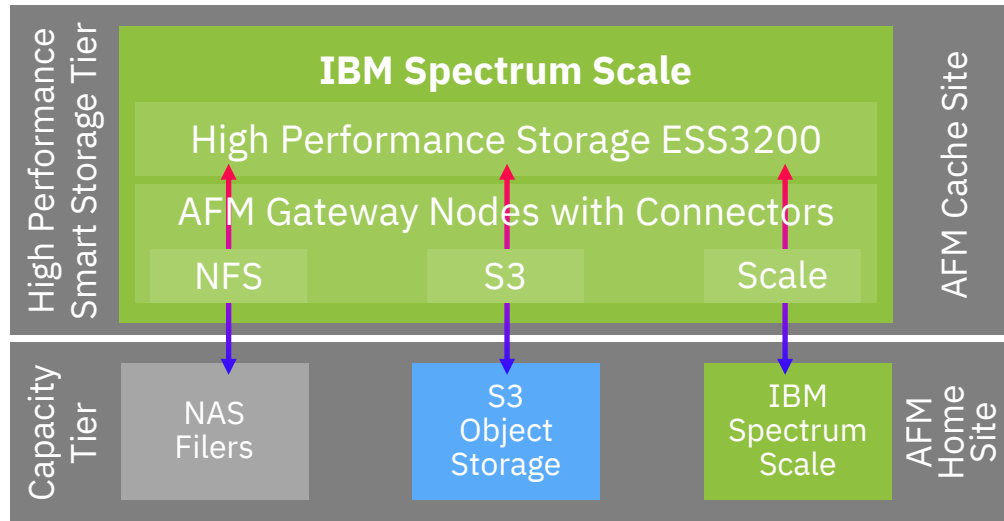 High Performance
Smart Storage Tier
IBM Spectrum Scale
High Performance Storage ESS3200
AFM Gateway Nodes with Connectors
NFS
S3
Scale
AFM Cache Site
Capacity
Tier
NAS
Filers
S3
Object
Storage
IBM
Spectrum
Scale
AFM
Home
Site